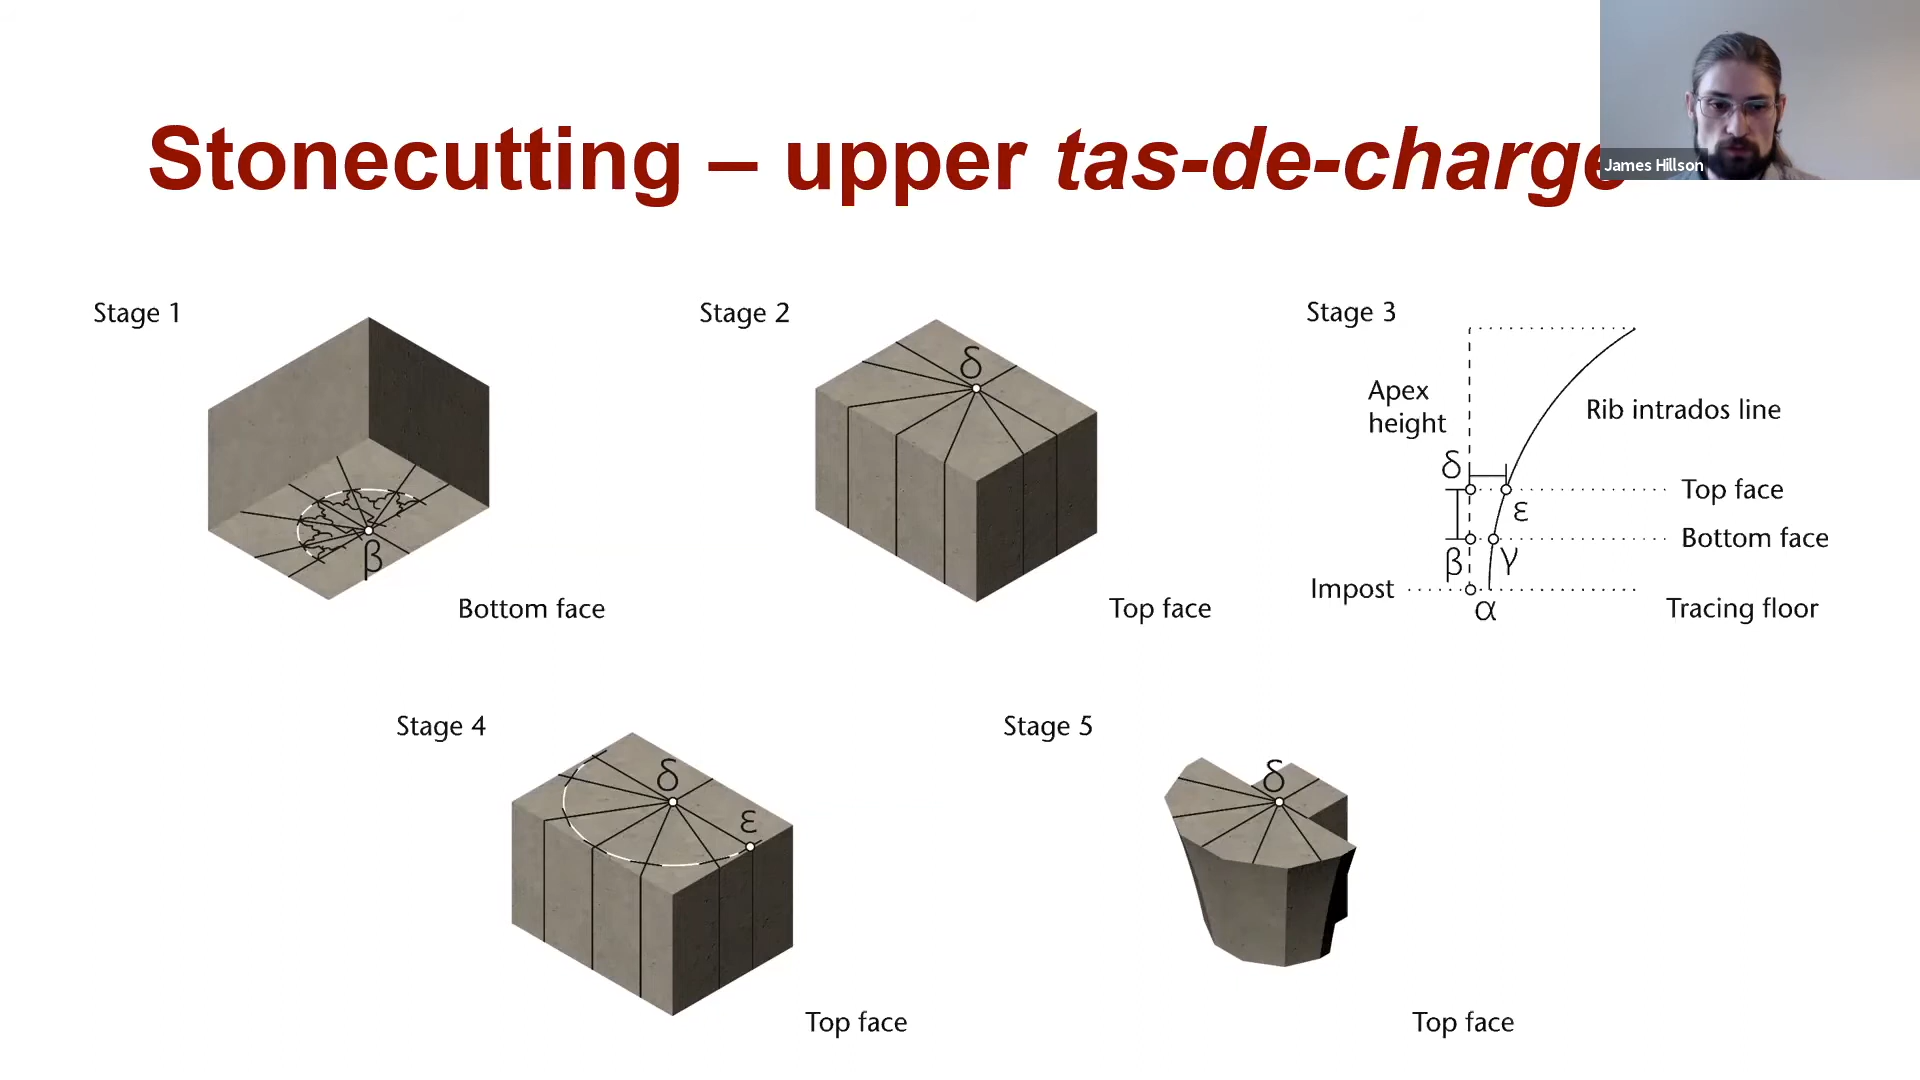 Stonecutting – upper tas-de-charge
James Hillson
Stage 1
β
Bottom face
Stage 2
δ
Top face
Stage 3
Apex
height
Rib intrados line
δ
Top face
ε
Bottom face
β
γ
Impost
α
Tracing floor
Stage 4
δ
ε
Top face
Stage 5
δ
Top face